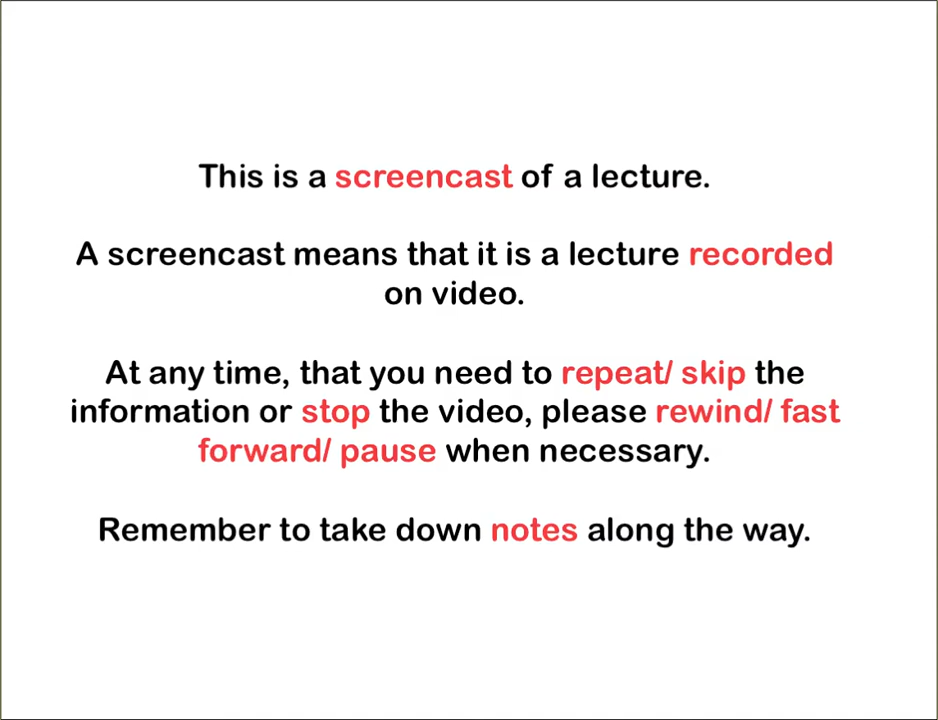 This is a screencast of a lecture.
A screencast means that it is a lecture recorded
on video.
At any time, that you need to repeat/ skip the
information or stop the video, please rewind/ fast
forward/ pause when necessary.
Remember to take down notes along the way.